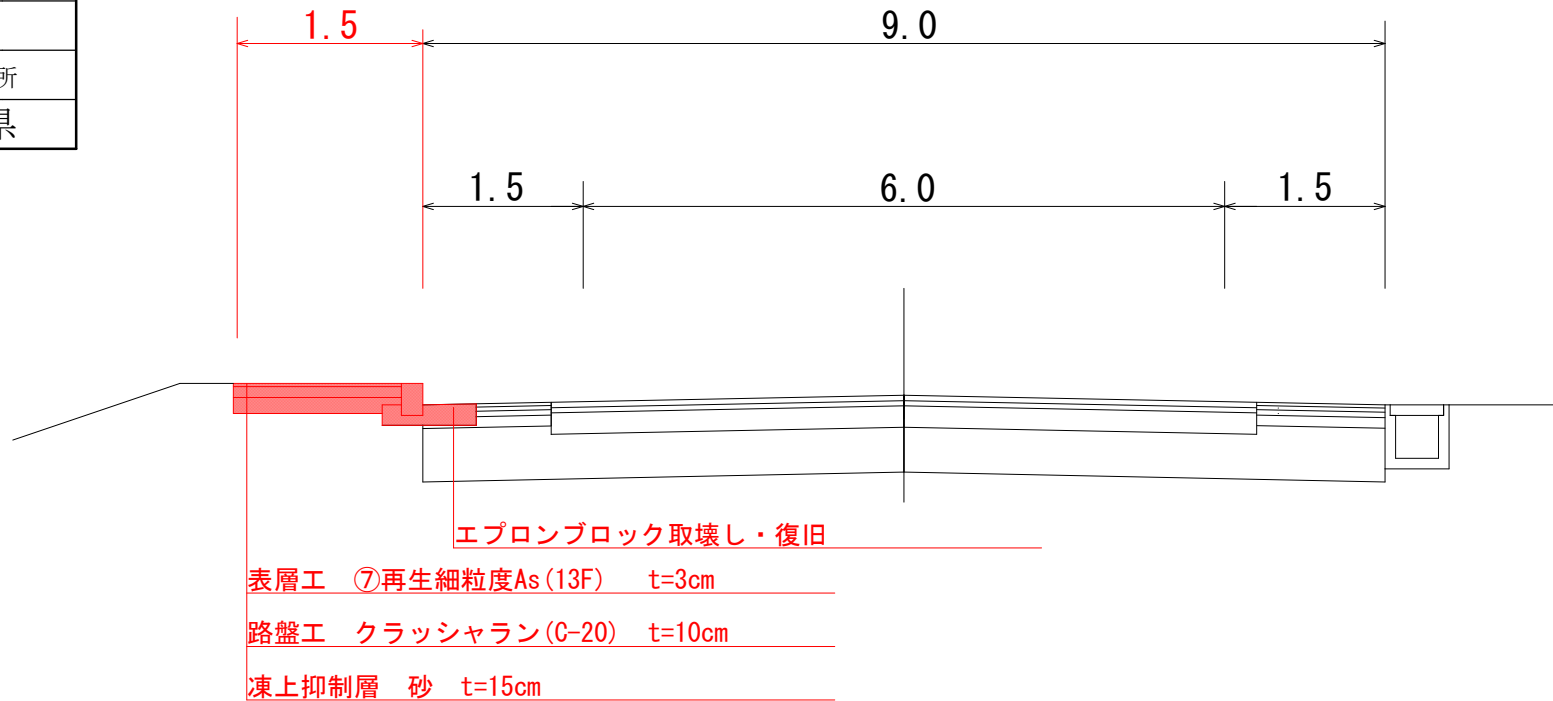 所
県
1.5
9.0
1.5
6.0
1.5
エプロンブロック取壊し・復旧
表層工　⑦再生細粒度As(13F)　t=3cm
路盤工　クラッシャラン(C-20)　t=10cm
凍上抑制層　砂　t=15cm